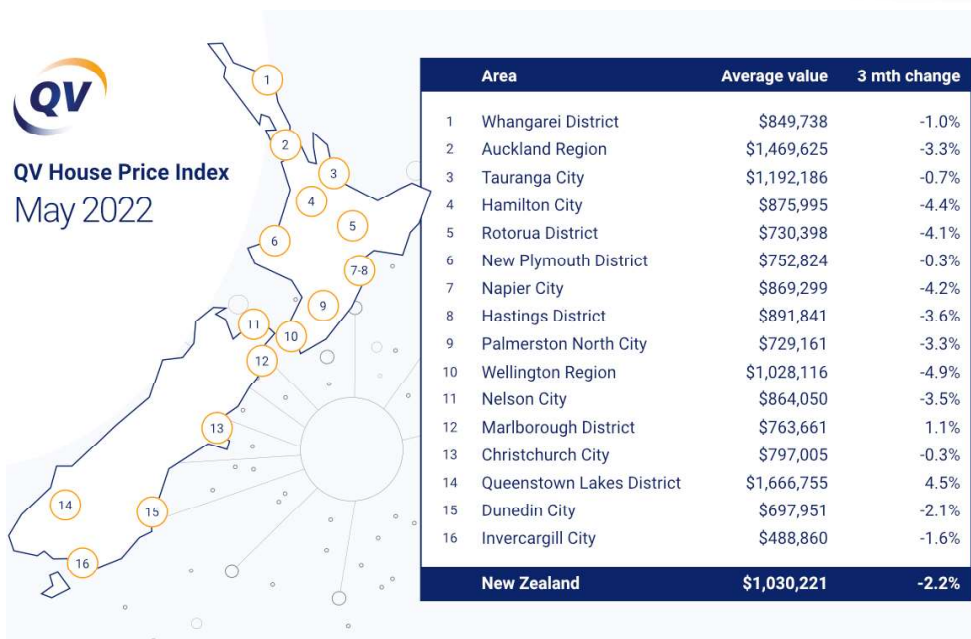 QV
QV House Price Index
May 2022
Area Average value 3 mth change
1 Whangarei District $849,738 -1.0%
2 Auckland Region $1,469,625 -3.3%
3 Tauranga City $1,192,186 -0.7%
4 Hamilton City $875,995 -4.4%
5 Rotorua District $730,398 -4.1%
6 New Plymouth District $752,824 -0.3%
7 Napier City $869,299 -4.2%
8 Hastings District $891,841 -3.6%
9 Palmerston North City $729,161 -3.3%
10 Wellington Region $1,028,116 -4.9%
11 Nelson City $864,050 -3.5%
12 Marlborough District $763,661 1.1%
13 Christchurch City $797,005 -0.3%
14 Queenstown Lakes District $1,666,755 4.5%
15 Dunedin City $697,951 -2.1%
16 Invercargill City $488,860 -1.6%
New Zealand $1,030,221 -2.2%
1
2
3
4
5
6
7-8
9
10
11
12
13
14
15
16